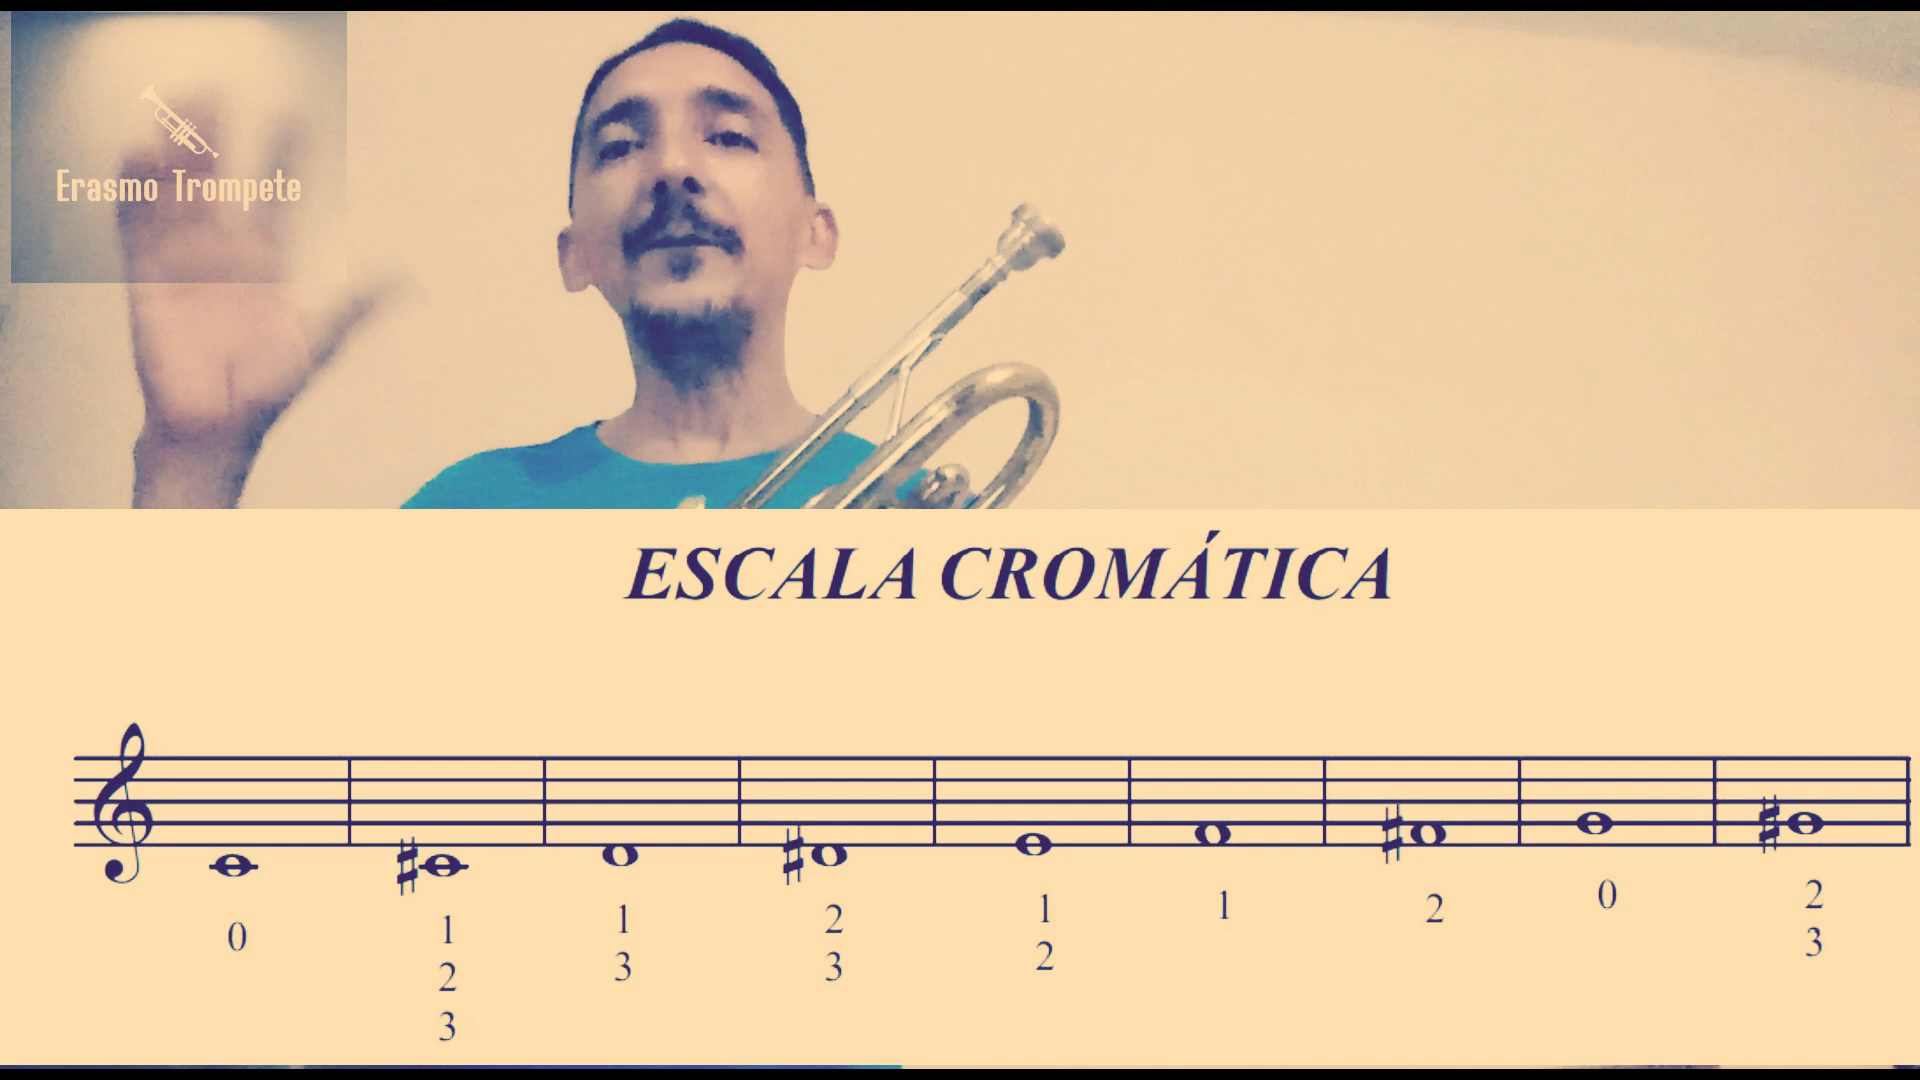 Erasmo Trompete
ESCALA CROMÁTICA
0 1 1 2 1 1 2 0 2
2 3 3 2 3
3